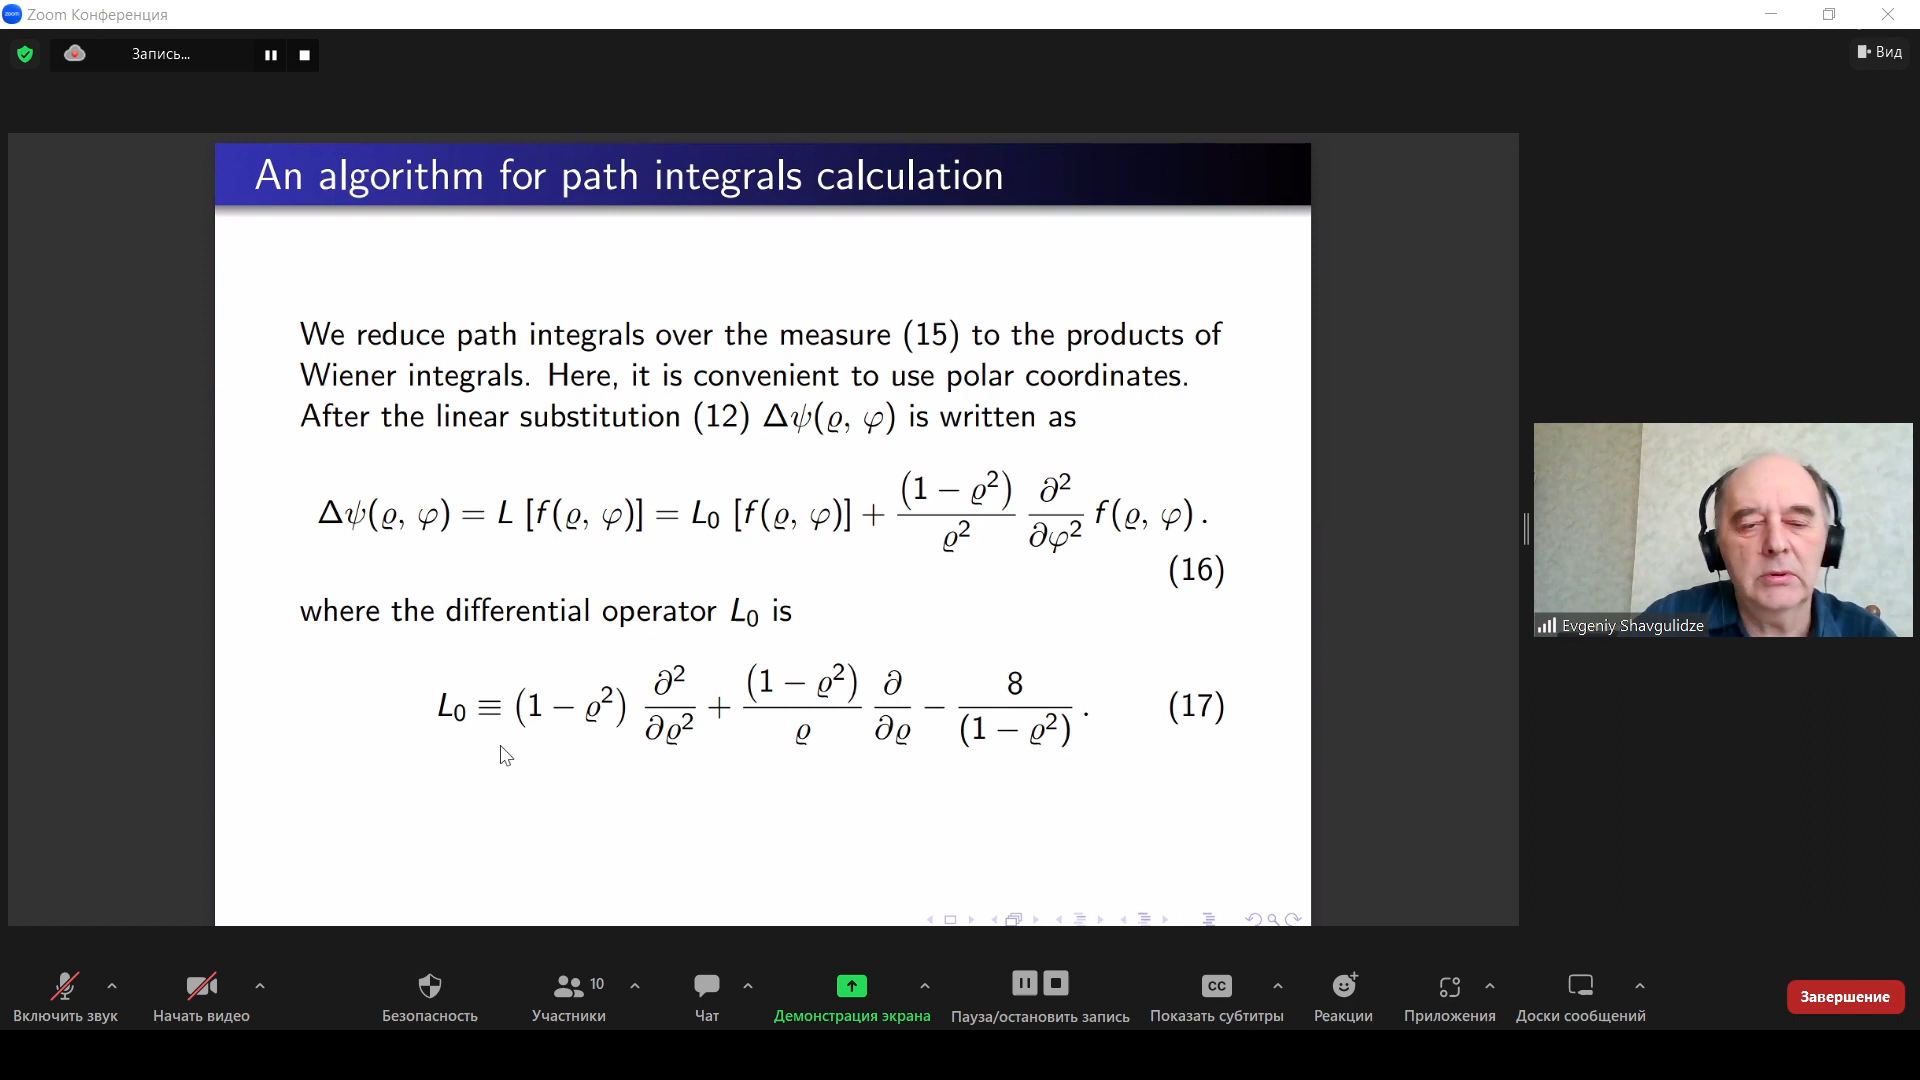 Zoom Конференция
Запись...
Вид
An algorithm for path integrals calculation
We reduce path integrals over the measure (15) to the products of
Wiener integrals. Here, it is convenient to use polar coordinates.
After the linear substitution (12) Δψ(ϱ, φ) is written as
Δψ(ϱ, φ) = L [f(ϱ, φ)] = L₀ [f(ϱ, φ)] + (1 − ϱ²)/ϱ² ∂²/∂φ² f(ϱ, φ) .
(16)
where the differential operator L₀ is
L₀ ≡ (1 − ϱ²) ∂²/∂ϱ² + (1 − ϱ²)/ϱ ∂/∂ϱ − 8/(1 − ϱ²) . (17)
Evgeniy Shavgulidze
Включить звук
Начать видео
Безопасность
10
Участники
Чат
Демонстрация экрана
Пауза/остановить запись
CC
Показать субтитры
Реакции
Приложения
Доски сообщений
Завершение